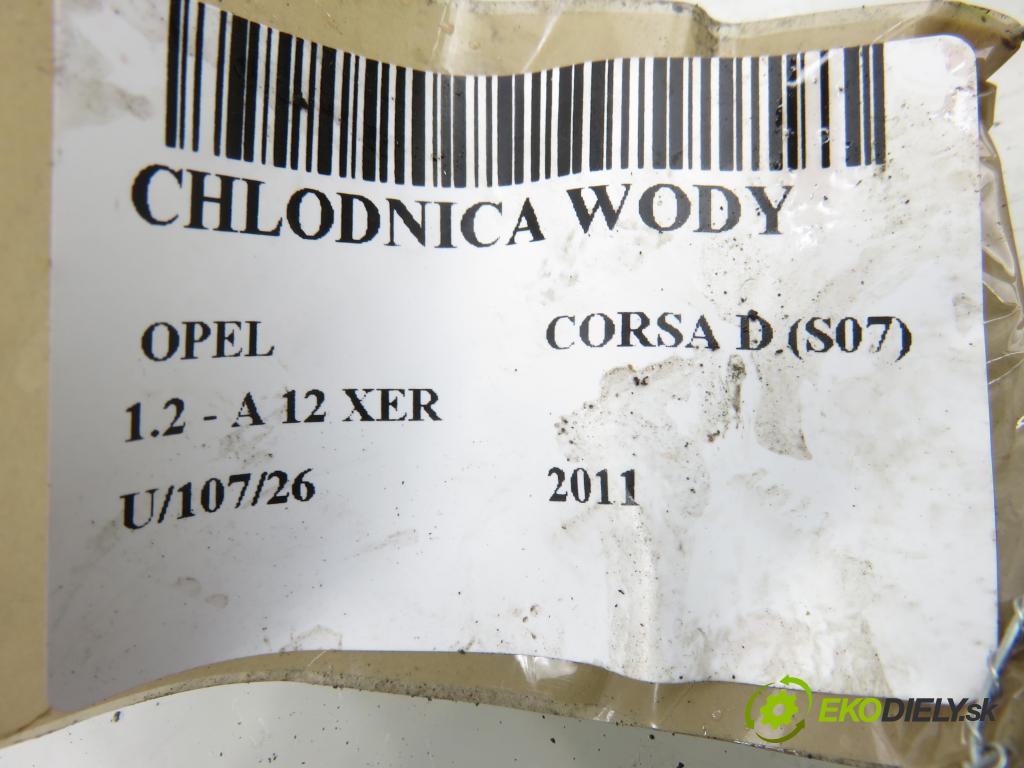 CHLODNICA WODY
OPEL CORSA D (S07)
1.2 - A 12 XER
U/107/26 2011
EKODIELY.sk